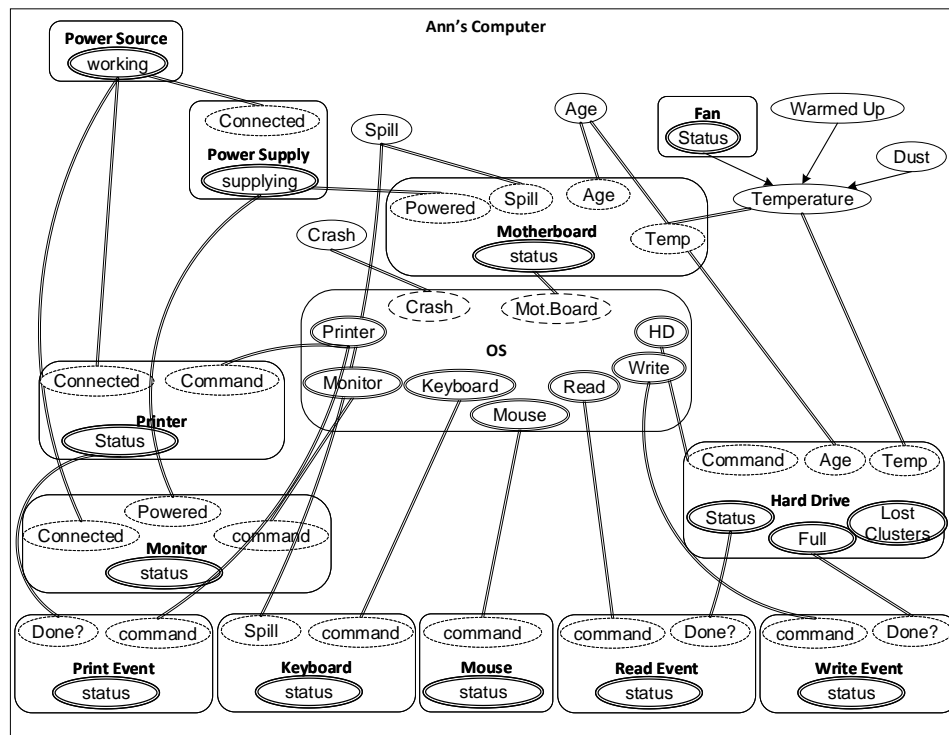 Ann's Computer
Power Source
working
Connected
Power Supply
supplying
Spill
Age
Fan
Status
Warmed Up
Dust
Temperature
Powered
Spill
Age
Motherboard
status
Temp
Crash
Crash
Mot.Board
Printer
OS
HD
Monitor
Keyboard
Mouse
Read
Write
Connected
Command
Printer
Status
Command
Age
Temp
Hard Drive
Status
Full
Lost
Clusters
Powered
Connected
command
Monitor
status
Done?
command
Print Event
status
Spill
command
Keyboard
status
command
Mouse
status
command
Done?
Read Event
status
command
Done?
Write Event
status